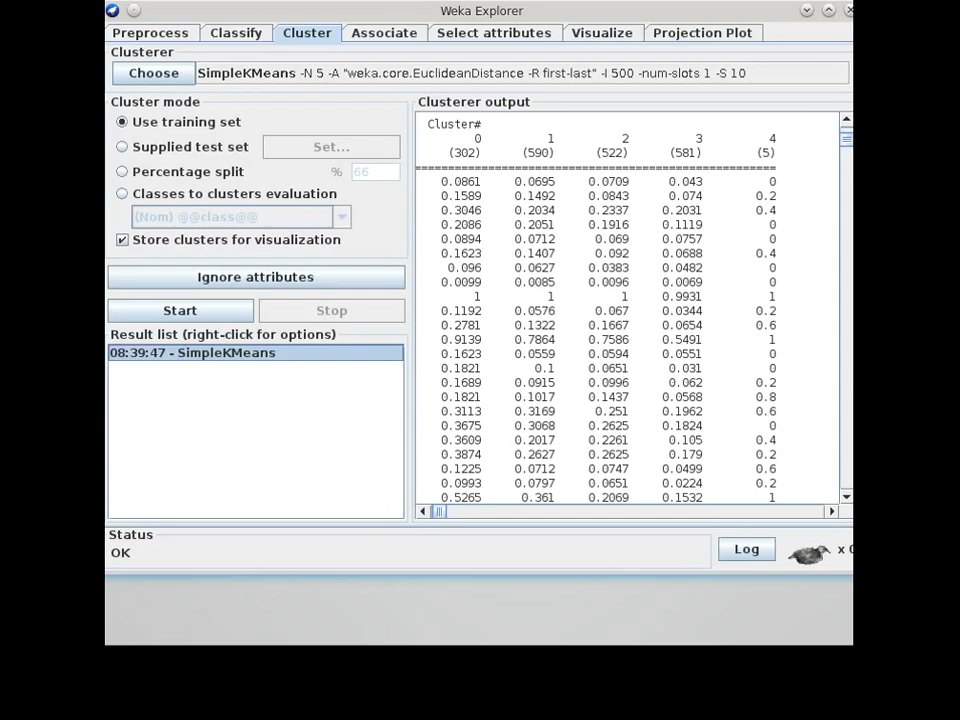 Weka Explorer
Preprocess Classify Cluster Associate Select attributes Visualize Projection Plot
Clusterer
Choose SimpleKMeans -N 5 -A "weka.core.EuclideanDistance -R first-last" -I 500 -num-slots 1 -S 10
Cluster mode
Use training set
Supplied test set Set...
Percentage split % 66
Classes to clusters evaluation
(Nom) @@class@@
Store clusters for visualization
Ignore attributes
Start Stop
Result list (right-click for options)
08:39:47 - SimpleKMeans
Clusterer output
Cluster#
0 1 2 3 4
(302) (590) (522) (581) (5)
============================================================
0.0861 0.0695 0.0709 0.043 0
0.1589 0.1492 0.0843 0.074 0.2
0.3046 0.2034 0.2337 0.2031 0.4
0.2086 0.2051 0.1916 0.1119 0
0.0894 0.0712 0.069 0.0757 0
0.1623 0.1407 0.092 0.0688 0.4
0.096 0.0627 0.0383 0.0482 0
0.0099 0.0085 0.0096 0.0069 0
1 1 1 0.9931 1
0.1192 0.0576 0.067 0.0344 0.2
0.2781 0.1322 0.1667 0.0654 0.6
0.9139 0.7864 0.7586 0.5491 1
0.1623 0.0559 0.0594 0.0551 0
0.1821 0.1 0.0651 0.031 0
0.1689 0.0915 0.0996 0.062 0.2
0.1821 0.1017 0.1437 0.0568 0.8
0.3113 0.3169 0.251 0.1962 0.6
0.3675 0.3068 0.2625 0.1824 0
0.3609 0.2017 0.2261 0.105 0.4
0.3874 0.2627 0.2625 0.179 0.2
0.1225 0.0712 0.0747 0.0499 0.6
0.0993 0.0797 0.0651 0.0224 0.2
0.5265 0.361 0.2069 0.1532 1
Status
OK
Log x 0